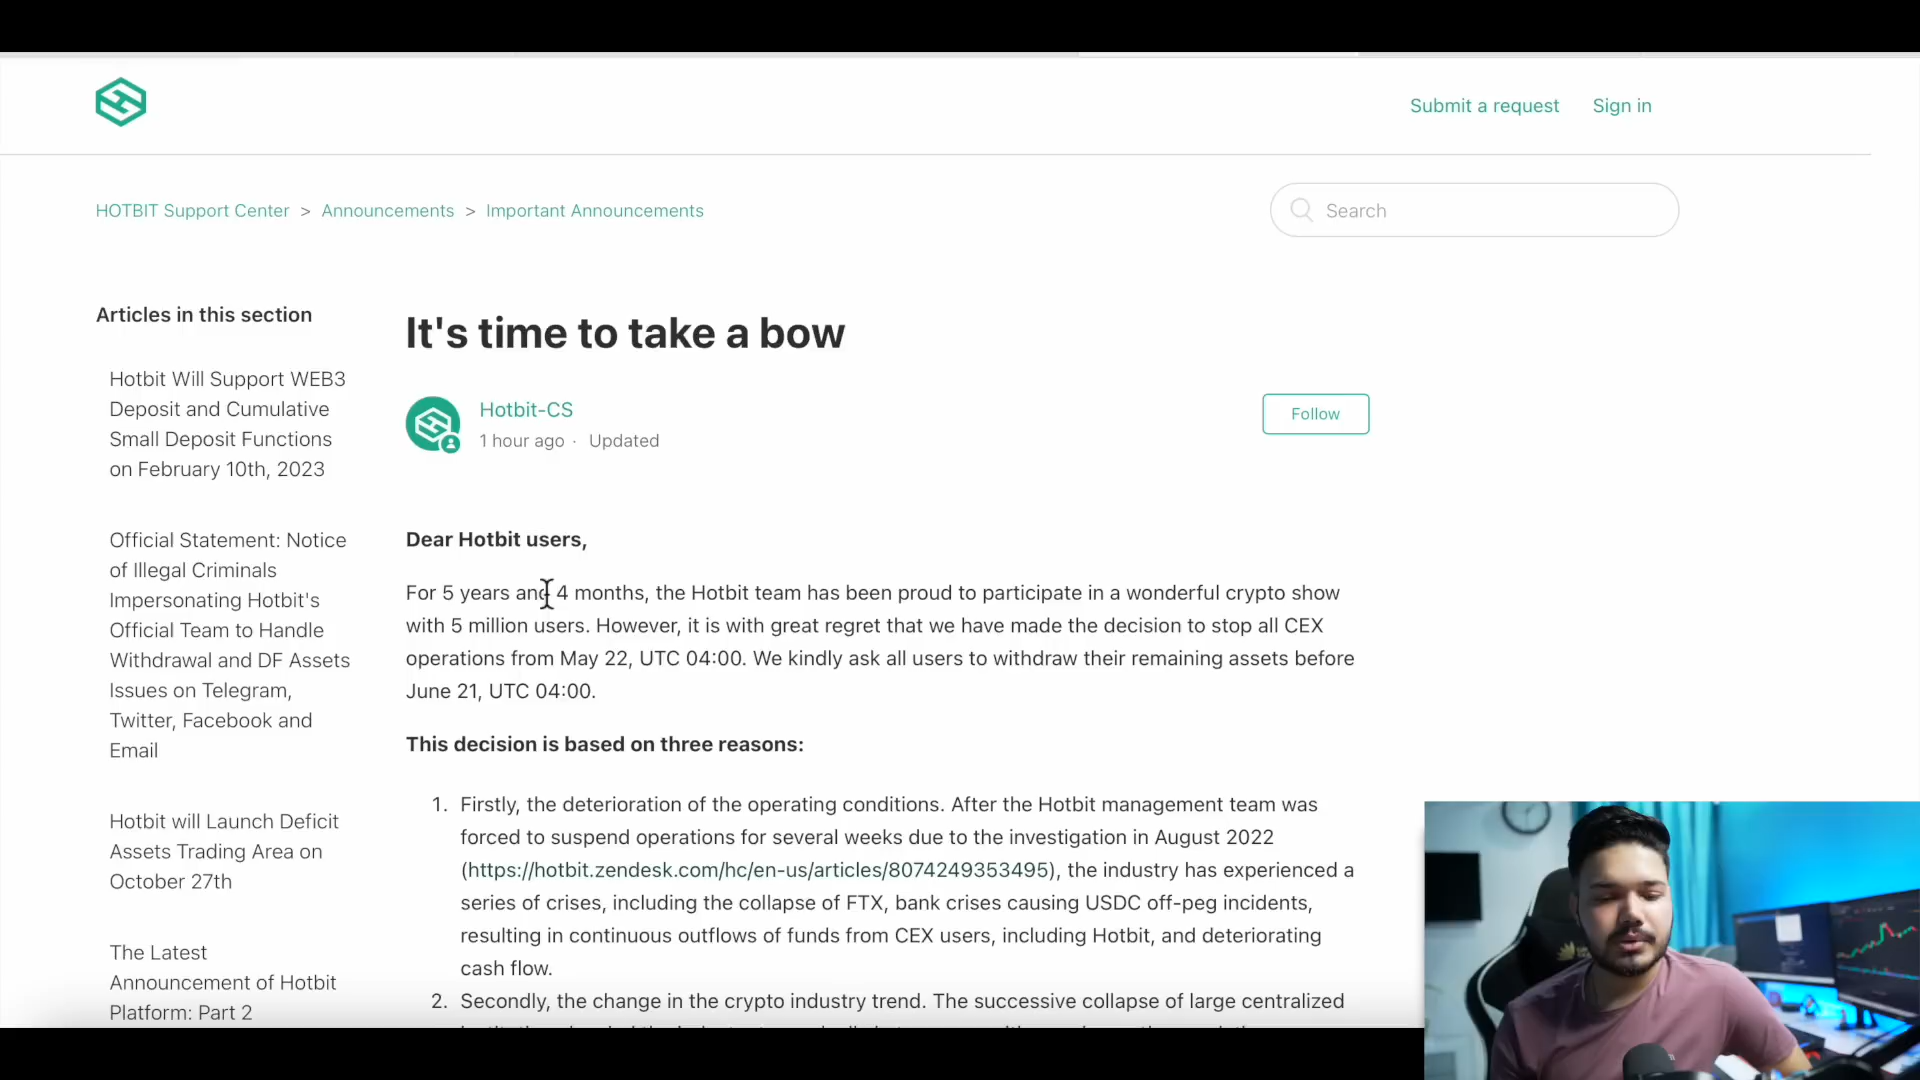 Submit a request Sign in
HOTBIT Support Center > Announcements > Important Announcements
Search
Articles in this section
Hotbit Will Support WEB3
Deposit and Cumulative
Small Deposit Functions
on February 10th, 2023
Official Statement: Notice
of Illegal Criminals
Impersonating Hotbit's
Official Team to Handle
Withdrawal and DF Assets
Issues on Telegram,
Twitter, Facebook and
Email
Hotbit will Launch Deficit
Assets Trading Area on
October 27th
The Latest
Announcement of Hotbit
Platform: Part 2
It's time to take a bow
Hotbit-CS
1 hour ago · Updated
Follow
Dear Hotbit users,
For 5 years and 4 months, the Hotbit team has been proud to participate in a wonderful crypto show
with 5 million users. However, it is with great regret that we have made the decision to stop all CEX
operations from May 22, UTC 04:00. We kindly ask all users to withdraw their remaining assets before
June 21, UTC 04:00.
This decision is based on three reasons:
1. Firstly, the deterioration of the operating conditions. After the Hotbit management team was
forced to suspend operations for several weeks due to the investigation in August 2022
(https://hotbit.zendesk.com/hc/en-us/articles/8074249353495), the industry has experienced a
series of crises, including the collapse of FTX, bank crises causing USDC off-peg incidents,
resulting in continuous outflows of funds from CEX users, including Hotbit, and deteriorating
cash flow.
2. Secondly, the change in the crypto industry trend. The successive collapse of large centralized